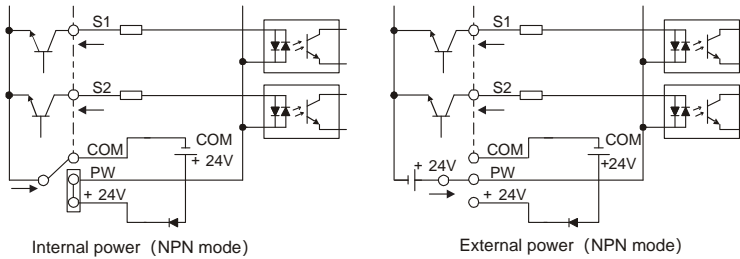 S1
S2
COM
COM
+ 24V
PW
+ 24V
Internal power (NPN mode)
S1
S2
COM
COM
+24V
+ 24V
PW
+ 24V
External power (NPN mode)